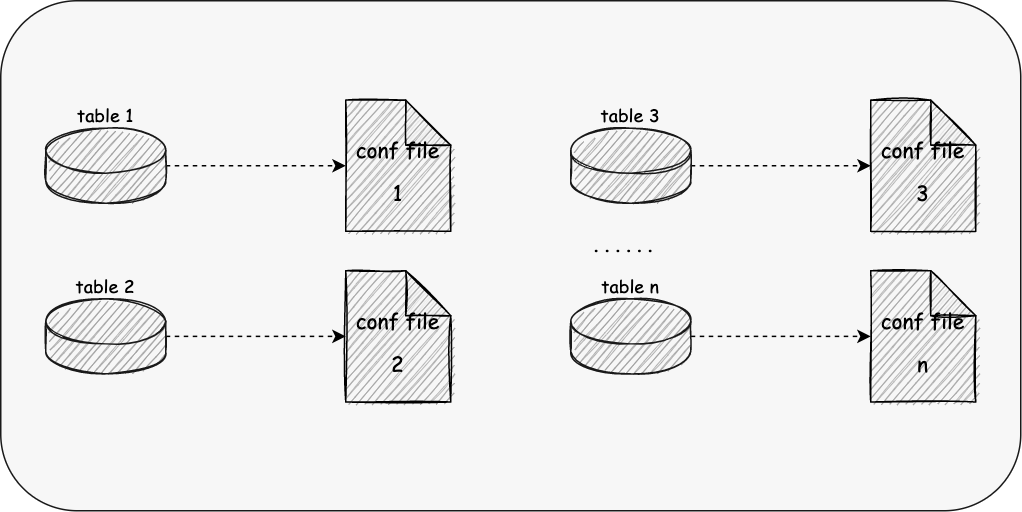 table 1
conf file
1
table 3
conf file
3
......
table 2
conf file
2
table n
conf file
n